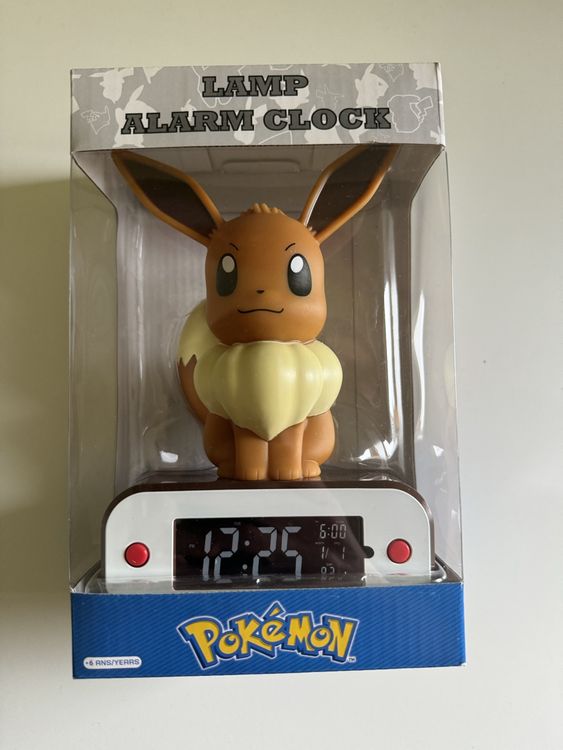 LAMP
ALARM CLOCK
12:25
6:00
1/ 1
POKéMON
+6 ANS/YEARS